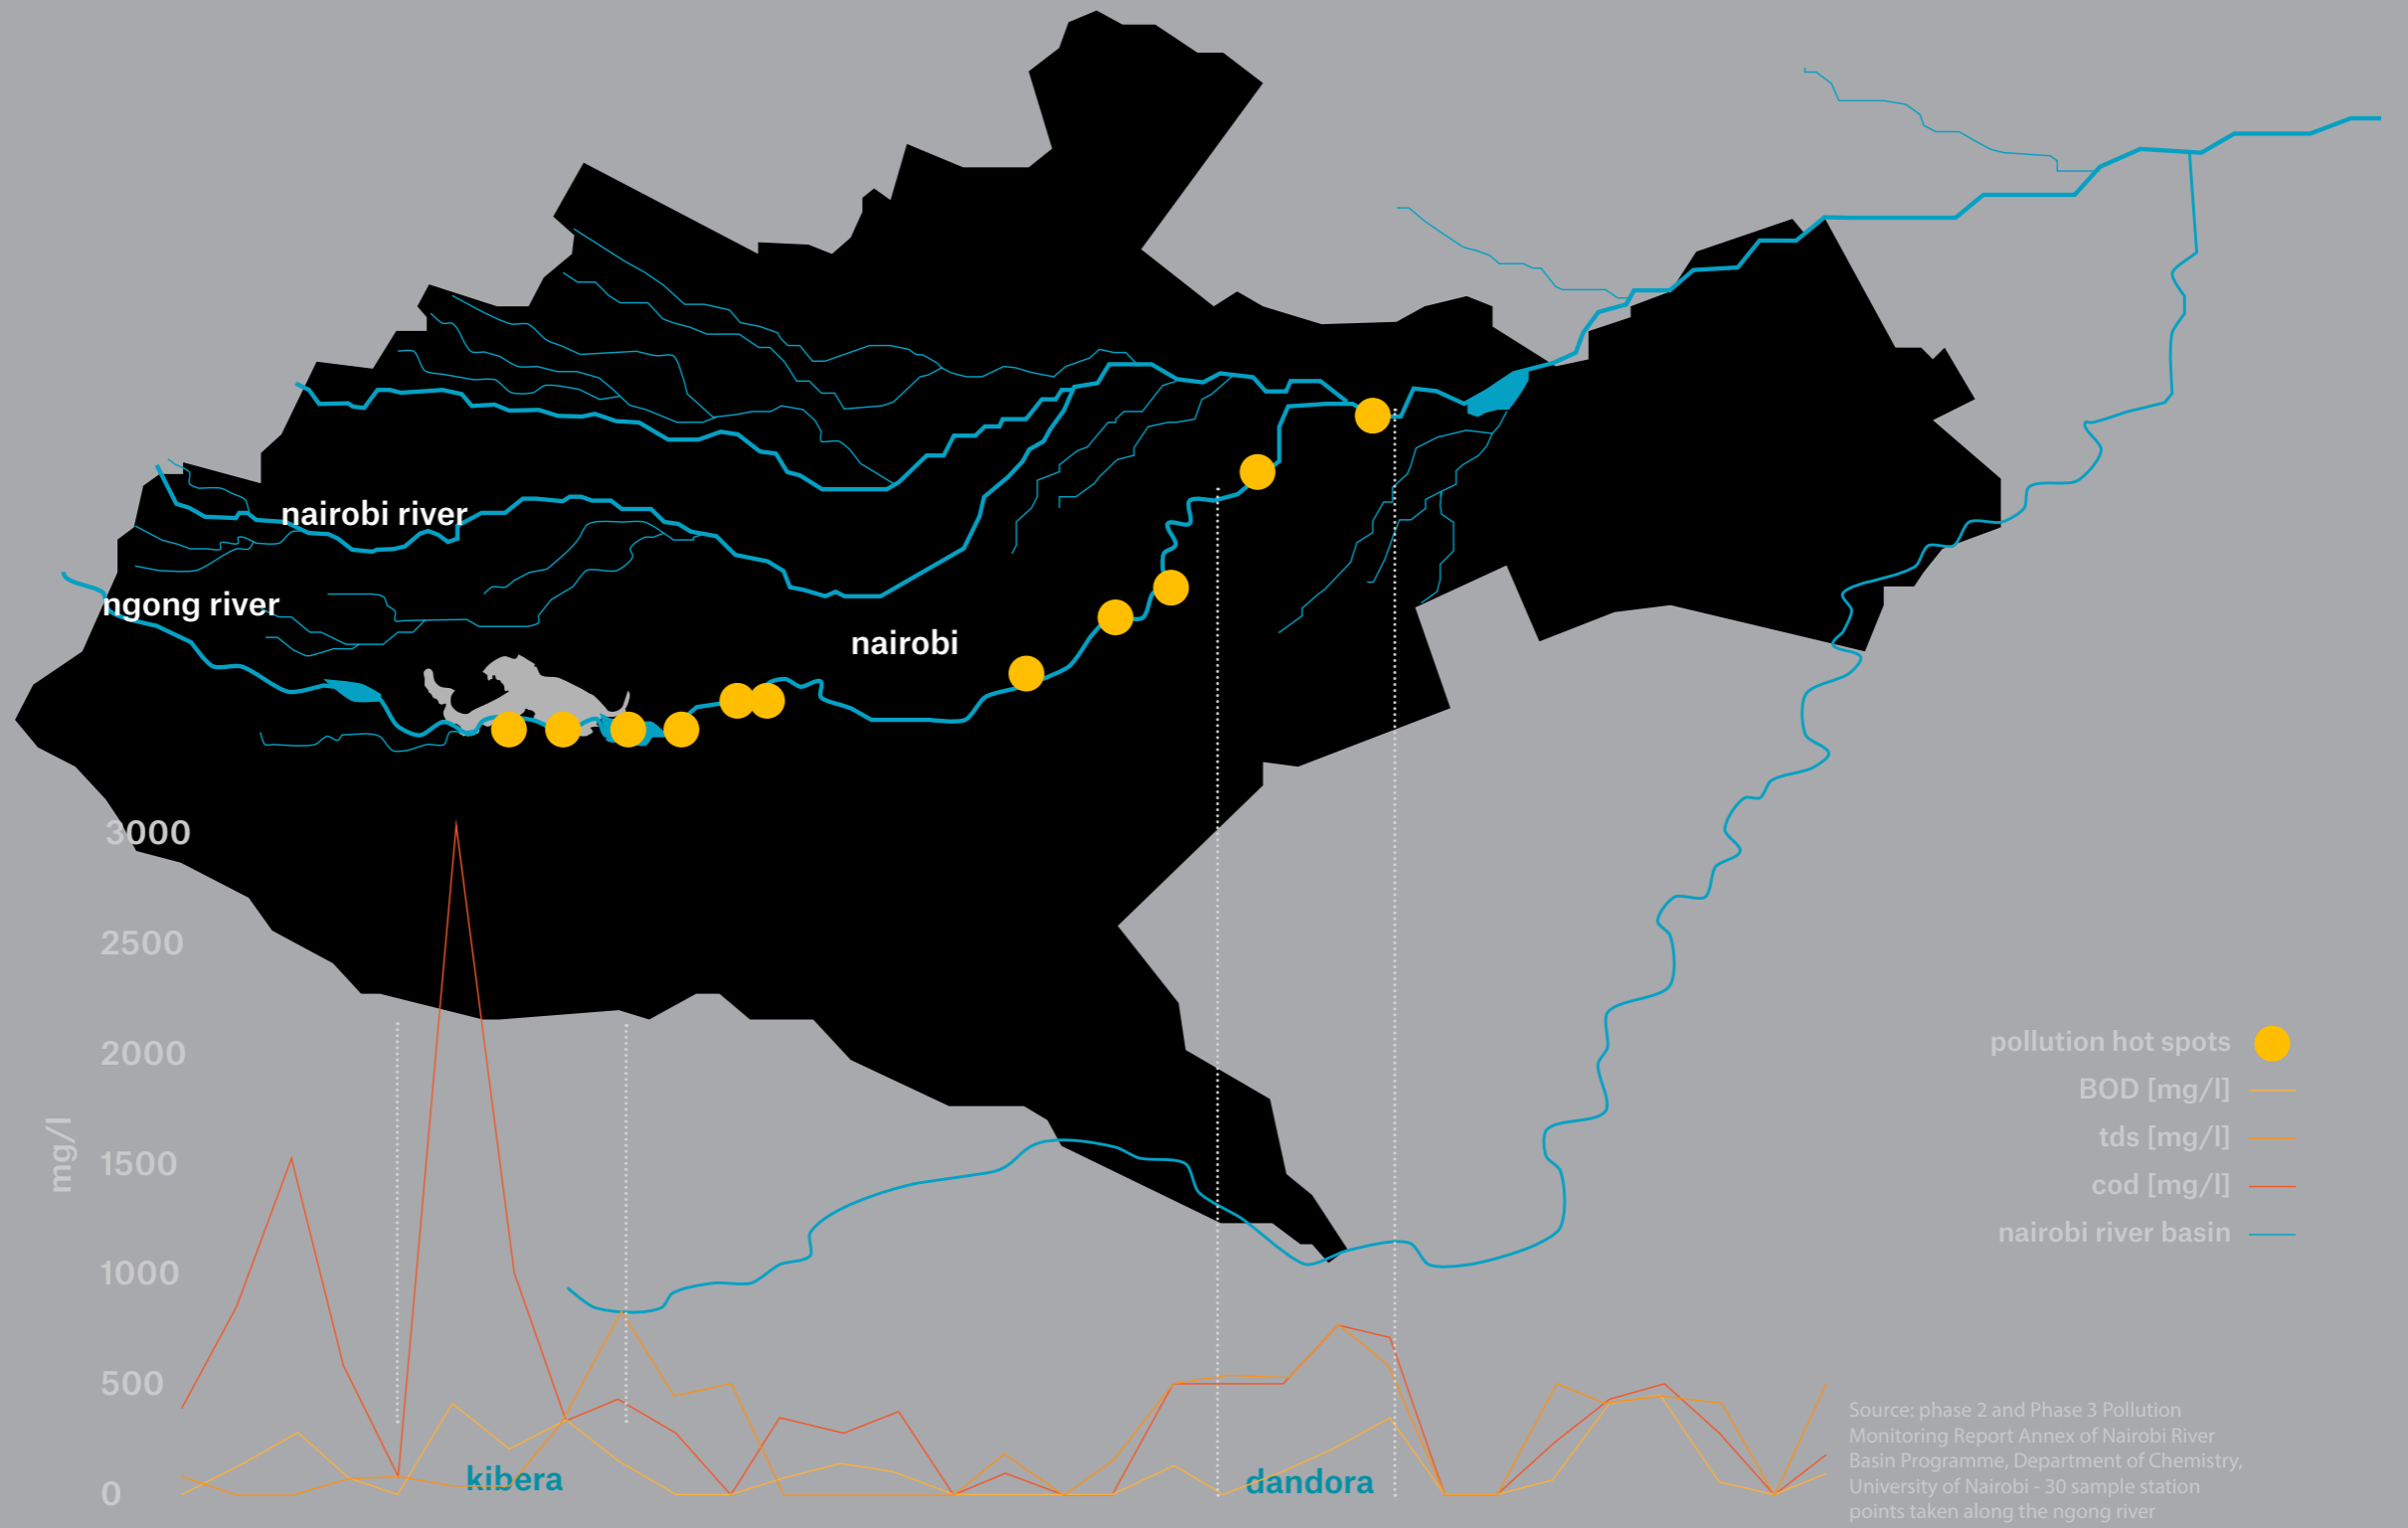 nairobi river
ngong river
nairobi
3000
2500
2000
1500
1000
500
0
mg/l
kibera
dandora
pollution hot spots
BOD [mg/l]
tds [mg/l]
cod [mg/l]
nairobi river basin
Source: phase 2 and Phase 3 Pollution
Monitoring Report Annex of Nairobi River
Basin Programme, Department of Chemistry,
University of Nairobi - 30 sample station
points taken along the ngong river